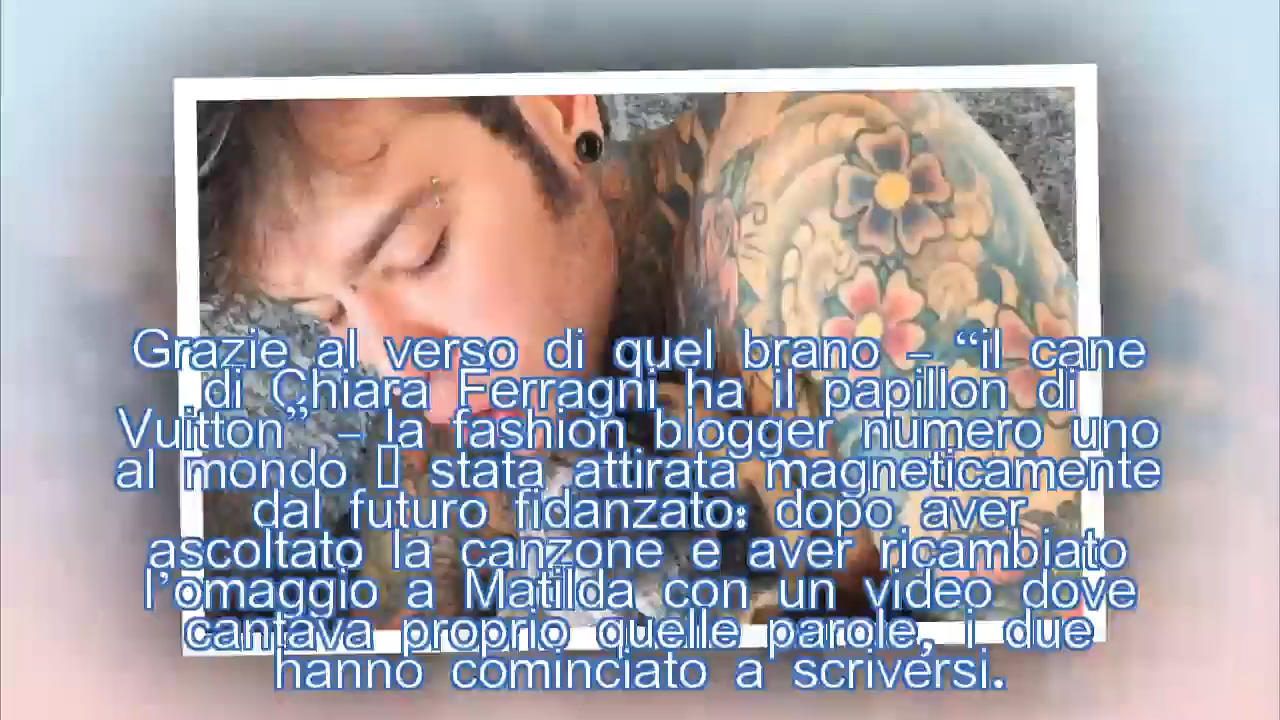 Grazie al verso di quel brano – “il cane
di Chiara Ferragni ha il papillon di
Vuitton” – la fashion blogger numero uno
al mondo ▯ stata attirata magneticamente
dal futuro fidanzato: dopo aver
ascoltato la canzone e aver ricambiato
l’omaggio a Matilda con un video dove
cantava proprio quelle parole, i due
hanno cominciato a scriversi.